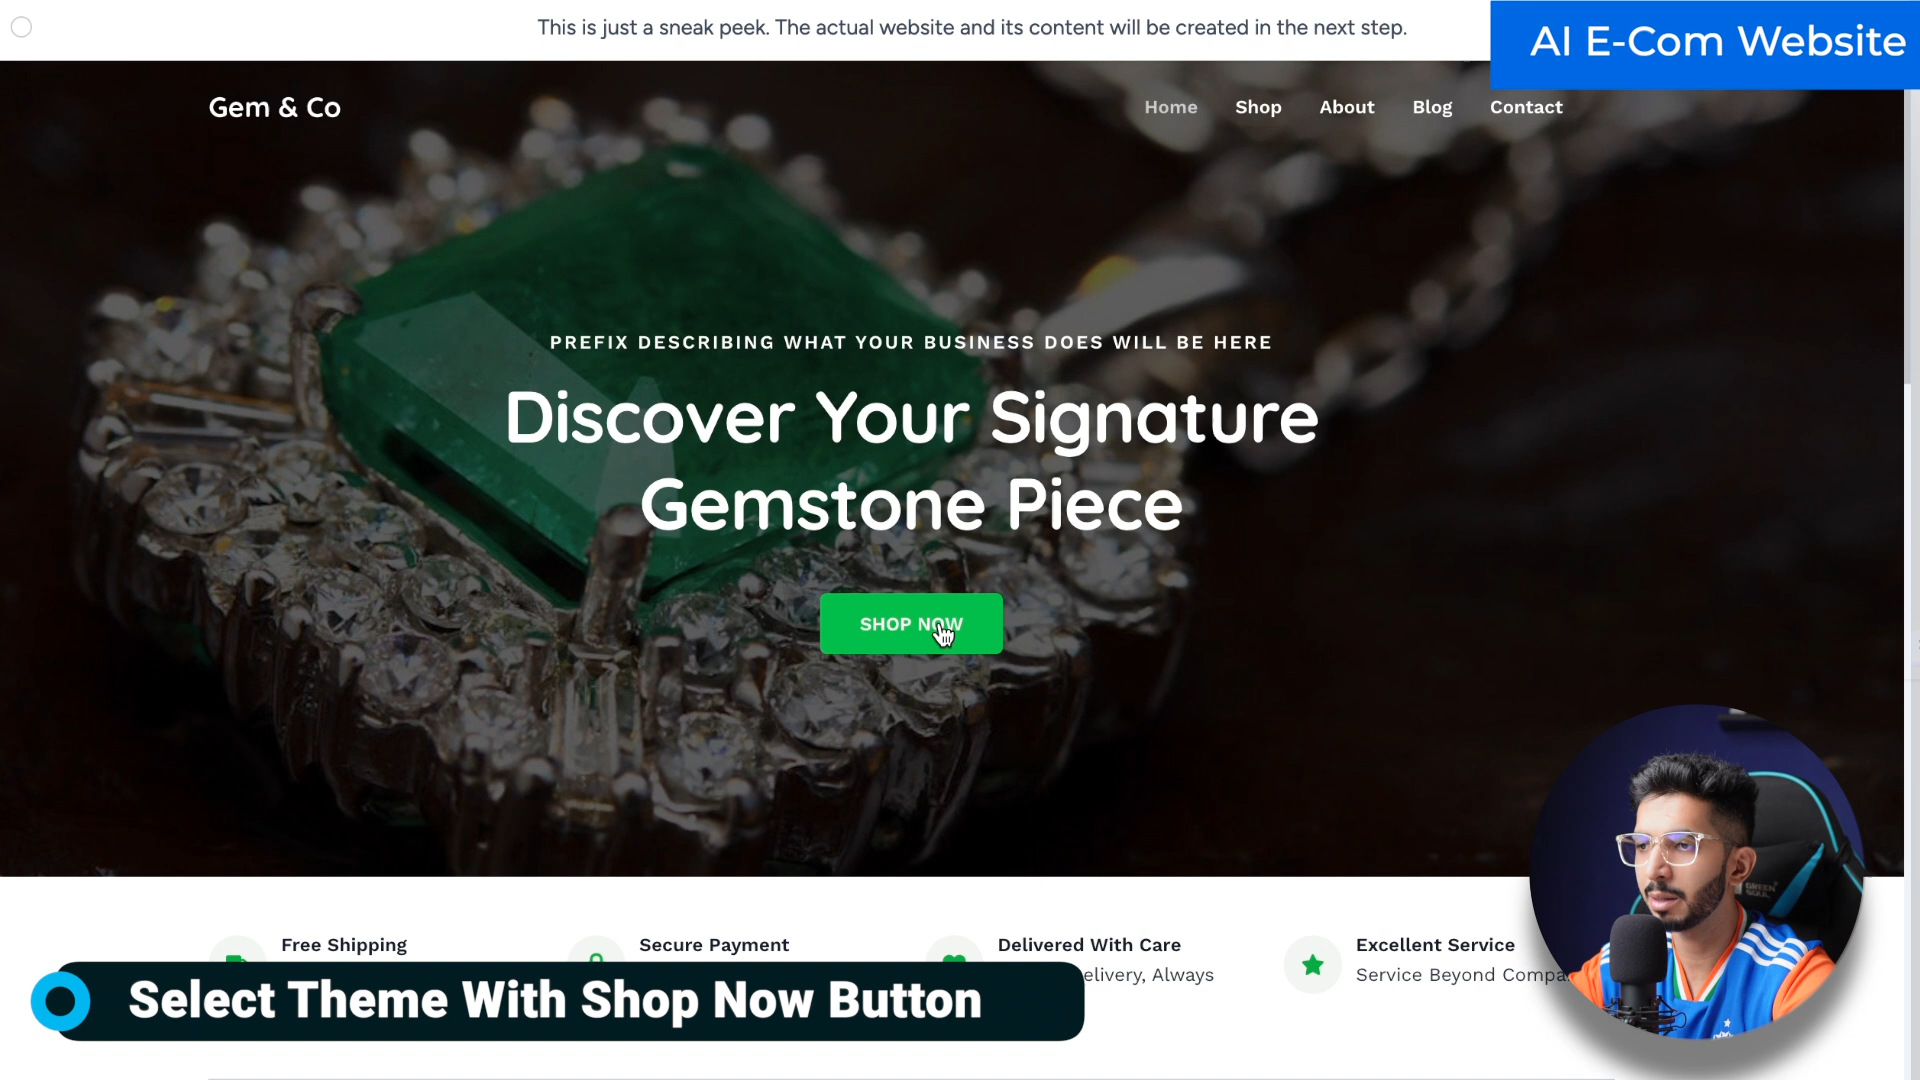 This is just a sneak peek. The actual website and its content will be created in the next step.
AI E-Com Website
Gem & Co
Home Shop About Blog Contact
PREFIX DESCRIBING WHAT YOUR BUSINESS DOES WILL BE HERE
Discover Your Signature
Gemstone Piece
SHOP NOW
Free Shipping
Secure Payment
Delivered With Care
Excellent Service
Always
Service Beyond
Select Theme With Shop Now Button
GREEN
SOUL